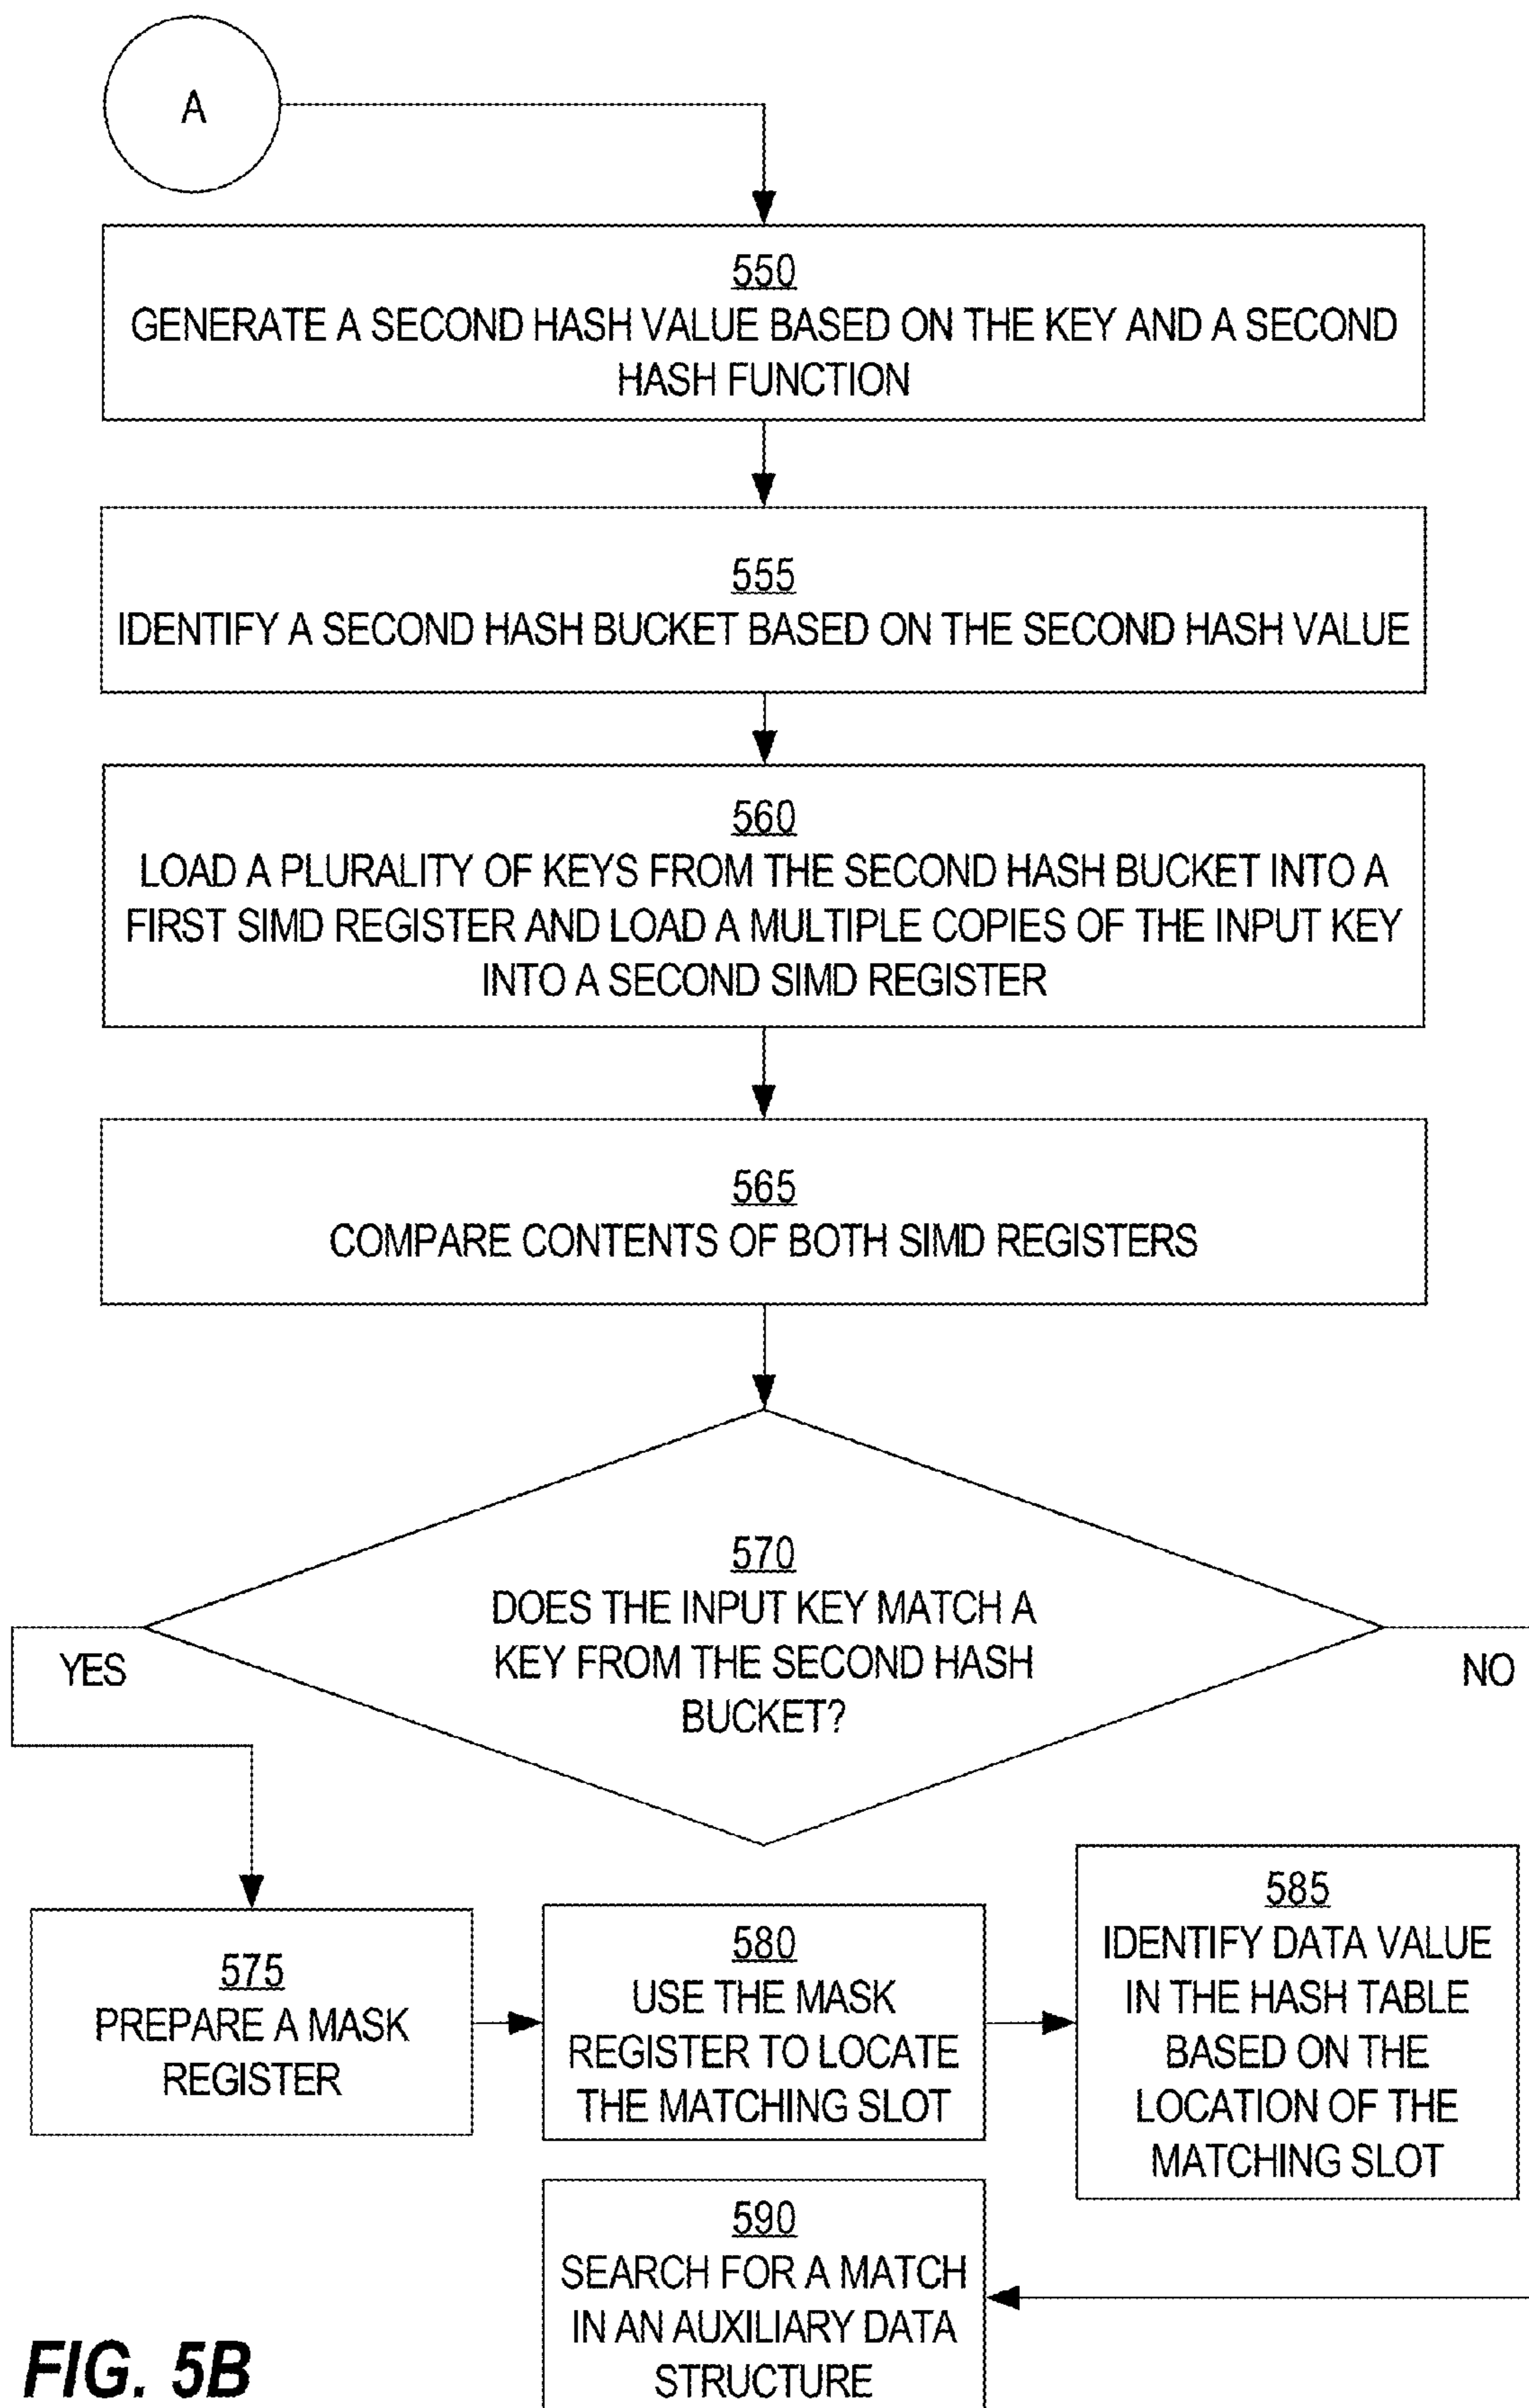 A
550
GENERATE A SECOND HASH VALUE BASED ON THE KEY AND A SECOND
HASH FUNCTION
555
IDENTIFY A SECOND HASH BUCKET BASED ON THE SECOND HASH VALUE
560
LOAD A PLURALITY OF KEYS FROM THE SECOND HASH BUCKET INTO A
FIRST SIMD REGISTER AND LOAD A MULTIPLE COPIES OF THE INPUT KEY
INTO A SECOND SIMD REGISTER
565
COMPARE CONTENTS OF BOTH SIMD REGISTERS
570
DOES THE INPUT KEY MATCH A
KEY FROM THE SECOND HASH
BUCKET?
YES
NO
575
PREPARE A MASK
REGISTER
580
USE THE MASK
REGISTER TO LOCATE
THE MATCHING SLOT
585
IDENTIFY DATA VALUE
IN THE HASH TABLE
BASED ON THE
LOCATION OF THE
MATCHING SLOT
590
SEARCH FOR A MATCH
IN AN AUXILIARY DATA
STRUCTURE
FIG. 5B